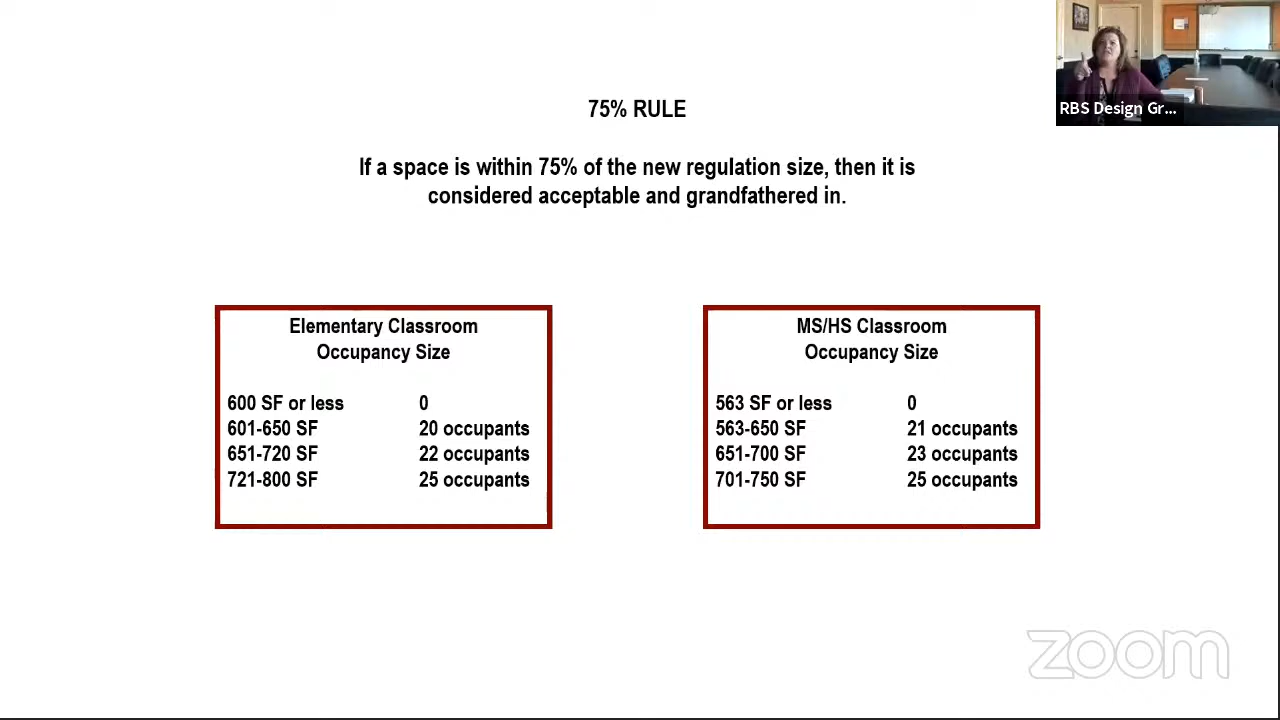 RBS Design Gr...
75% RULE
If a space is within 75% of the new regulation size, then it is
considered acceptable and grandfathered in.
Elementary Classroom
Occupancy Size
600 SF or less 0
601-650 SF 20 occupants
651-720 SF 22 occupants
721-800 SF 25 occupants
MS/HS Classroom
Occupancy Size
563 SF or less 0
563-650 SF 21 occupants
651-700 SF 23 occupants
701-750 SF 25 occupants
zoom